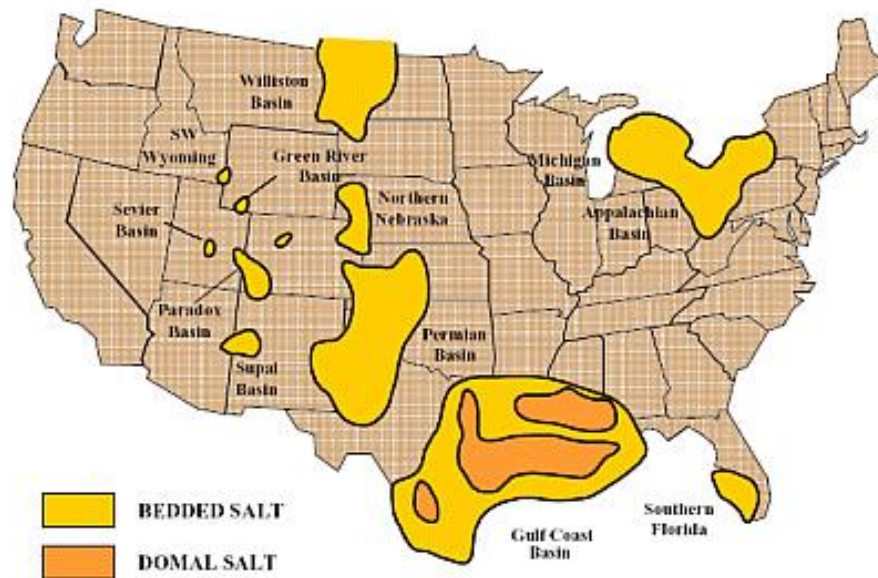 Williston
Basin
SW
Wyoming
Green River
Basin
Michigan
Basin
Northern
Nebraska
Sevier
Basin
Appalachian
Basin
Paradox
Basin
Permian
Basin
Supai
Basin
BEDDED SALT
DOMAL SALT
Southern
Florida
Gulf Coast
Basin